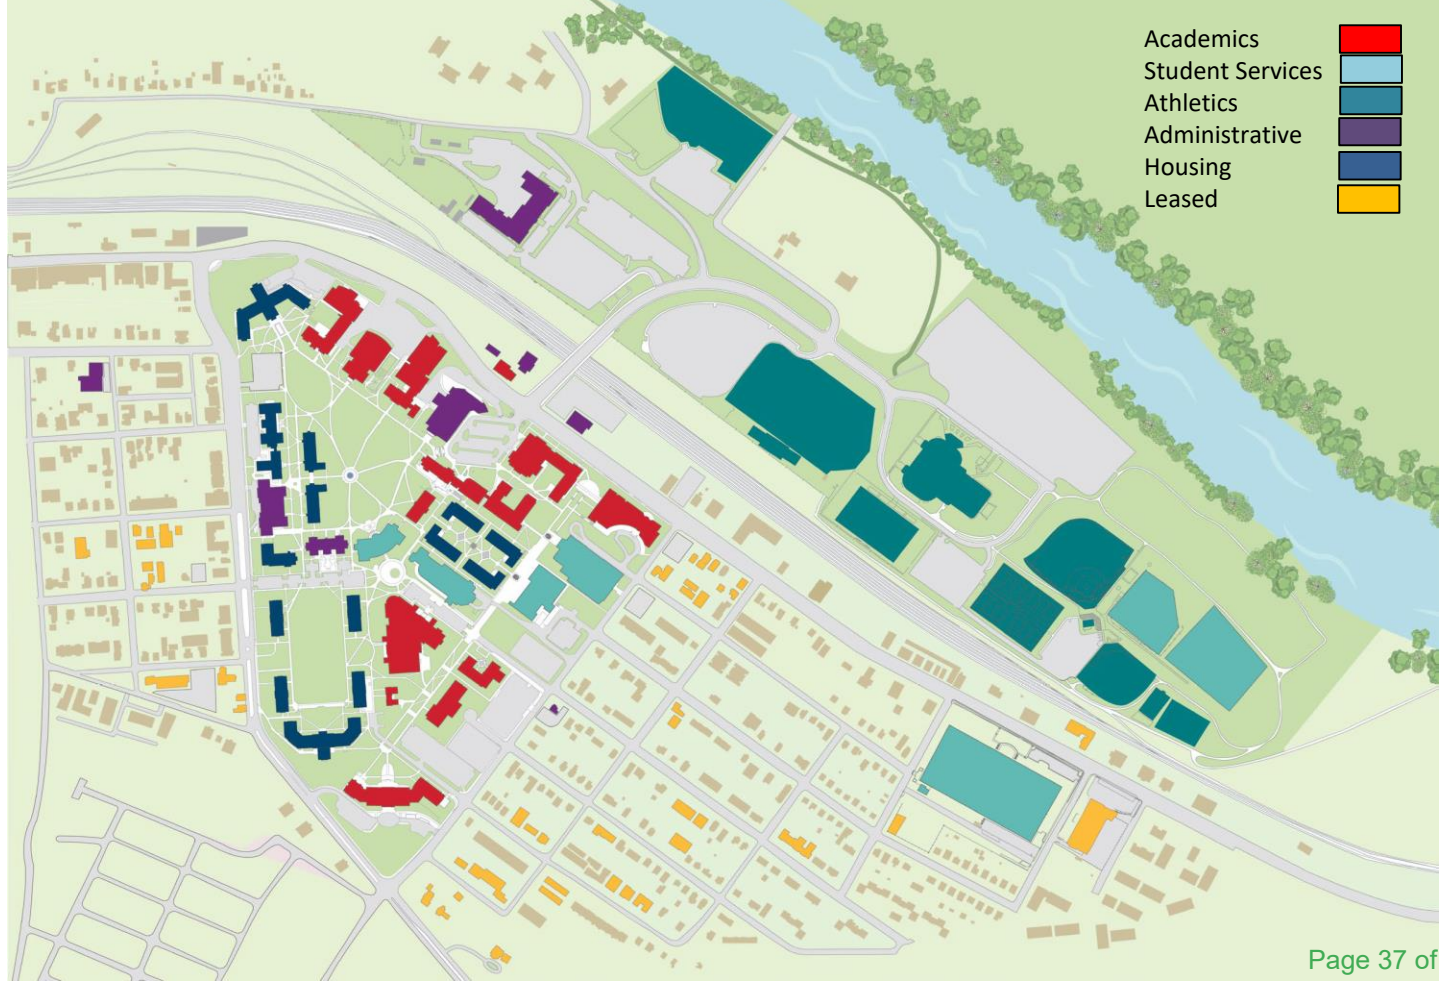 Academics
Student Services
Athletics
Administrative
Housing
Leased
Page 37 of